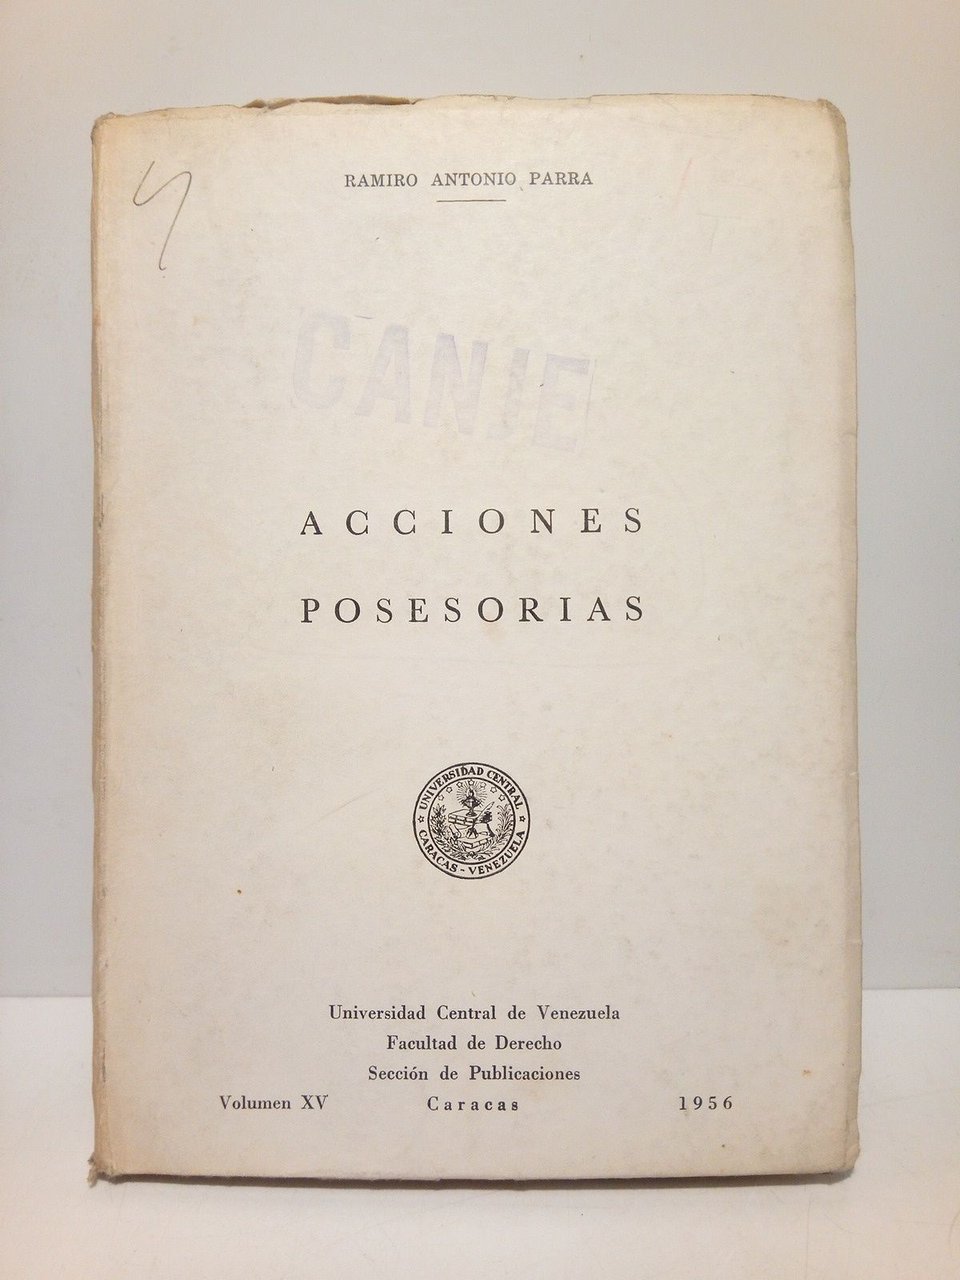 RAMIRO ANTONIO PARRA
CANJE
ACCIONES
POSESORIAS
UNIVERSIDAD CENTRAL
CARACAS - VENEZUELA
Universidad Central de Venezuela
Facultad de Derecho
Sección de Publicaciones
Volumen XV Caracas 1956